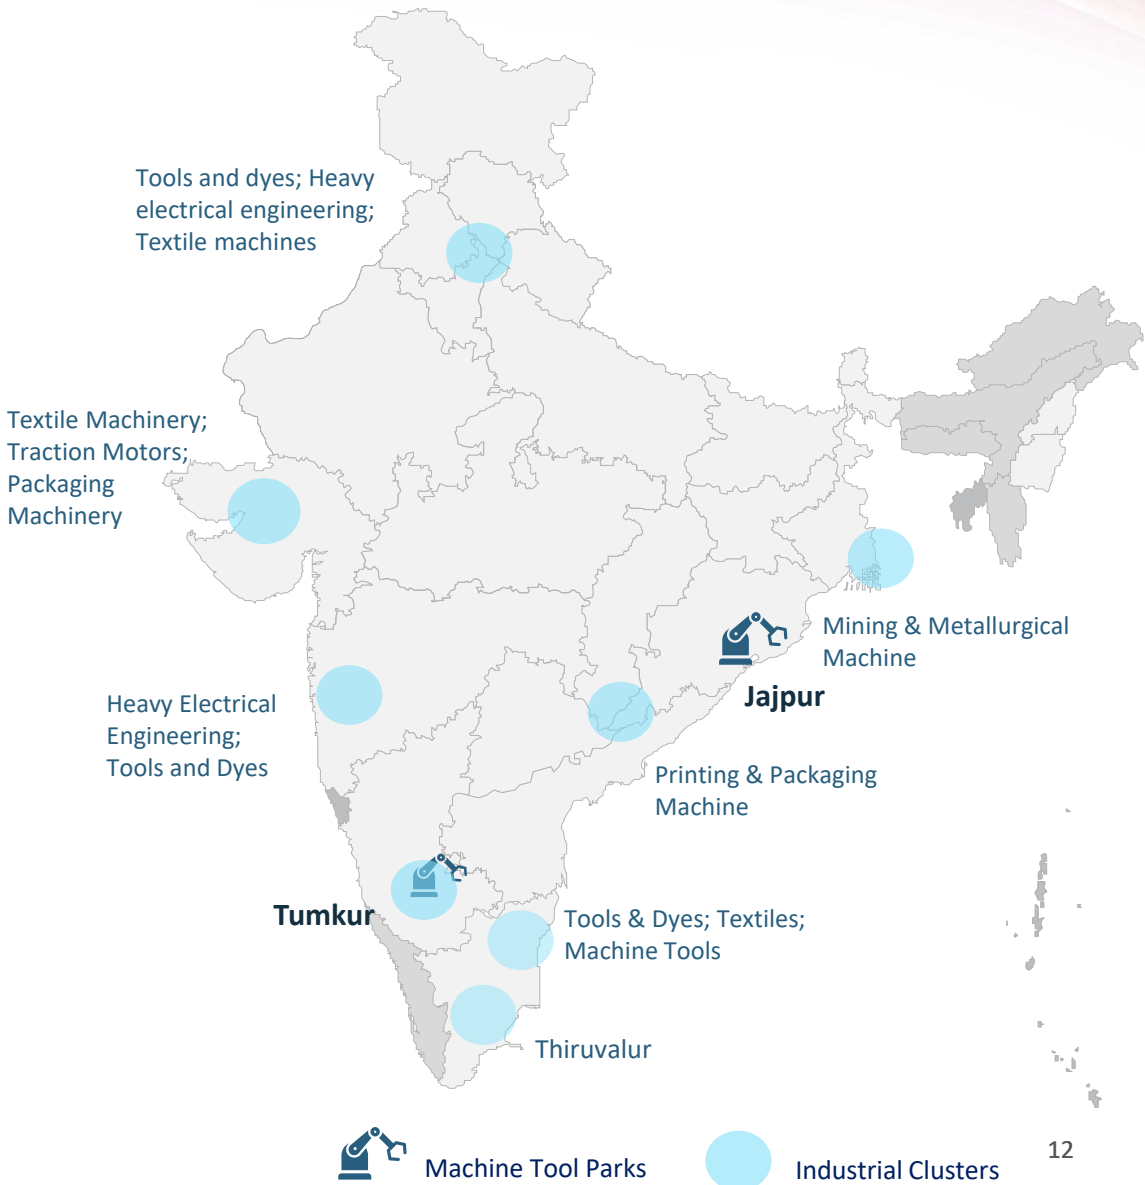 Tools and dyes; Heavy
electrical engineering;
Textile machines
Textile Machinery;
Traction Motors;
Packaging
Machinery
Mining & Metallurgical
Machine
Jajpur
Heavy Electrical
Engineering;
Tools and Dyes
Printing & Packaging
Machine
Tumkur
Tools & Dyes; Textiles;
Machine Tools
Thiruvalur
Machine Tool Parks
Industrial Clusters
12